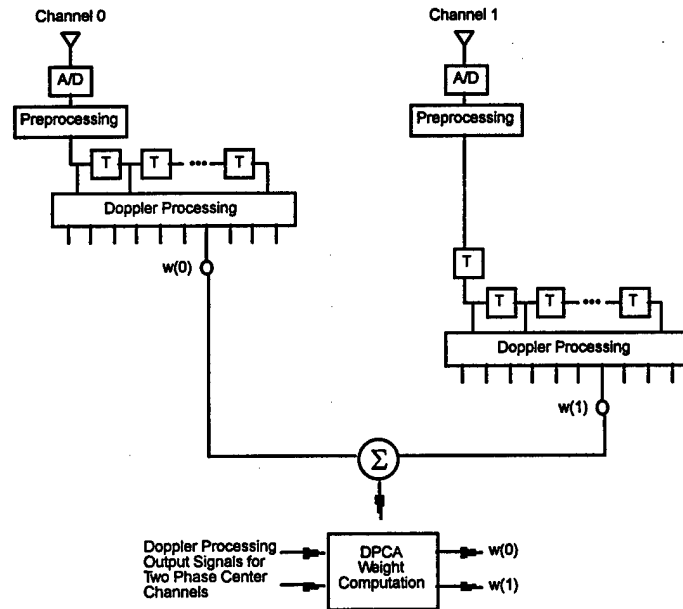 Channel 0
Channel 1
A/D
A/D
Preprocessing
Preprocessing
T T ••• T
Doppler Processing
w(0)
T
T T ••• T
Doppler Processing
w(1)
Σ
Doppler Processing
Output Signals for
Two Phase Center
Channels
DPCA
Weight
Computation
w(0)
w(1)